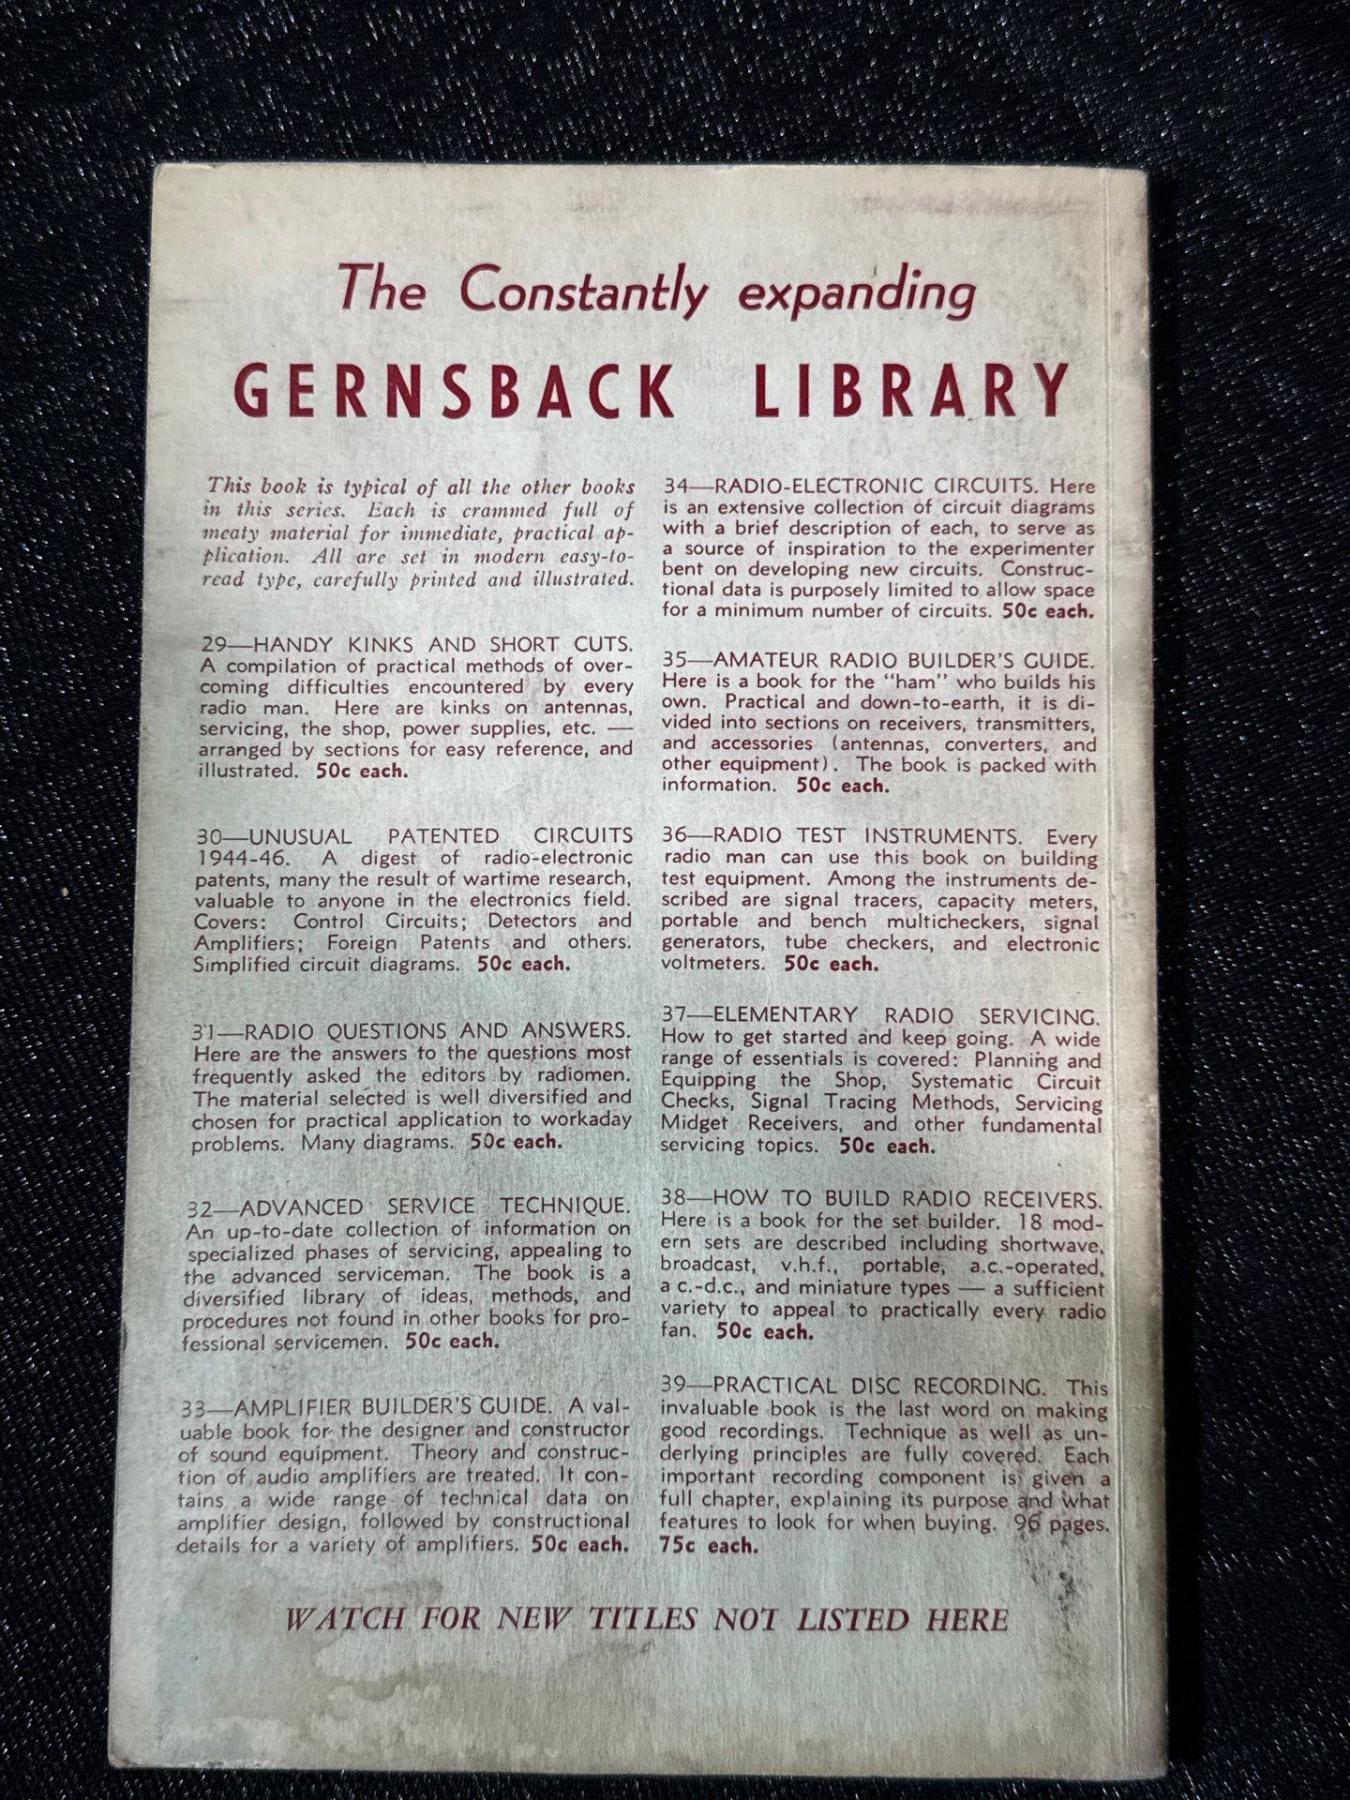 The Constantly expanding
GERNSBACK LIBRARY
This book is typical of all the other books
in this series. Each is crammed full of
meaty material for immediate, practical ap-
plication. All are set in modern easy-to-
read type, carefully printed and illustrated.
29—HANDY KINKS AND SHORT CUTS.
A compilation of practical methods of over-
coming difficulties encountered by every
radio man. Here are kinks on antennas,
servicing, the shop, power supplies, etc. —
arranged by sections for easy reference, and
illustrated. 50c each.
30—UNUSUAL PATENTED CIRCUITS
1944-46. A digest of radio-electronic
patents, many the result of wartime research,
valuable to anyone in the electronics field.
Covers: Control Circuits; Detectors and
Amplifiers; Foreign Patents and others.
Simplified circuit diagrams. 50c each.
31—RADIO QUESTIONS AND ANSWERS.
Here are the answers to the questions most
frequently asked the editors by radiomen.
The material selected is well diversified and
chosen for practical application to workaday
problems. Many diagrams. 50c each.
32—ADVANCED SERVICE TECHNIQUE.
An up-to-date collection of information on
specialized phases of servicing, appealing to
the advanced serviceman. The book is a
diversified library of ideas, methods, and
procedures not found in other books for pro-
fessional servicemen. 50c each.
33—AMPLIFIER BUILDER'S GUIDE. A val-
uable book for the designer and constructor
of sound equipment. Theory and construc-
tion of audio amplifiers are treated. It con-
tains a wide range of technical data on
amplifier design, followed by constructional
details for a variety of amplifiers. 50c each.
34—RADIO-ELECTRONIC CIRCUITS. Here
is an extensive collection of circuit diagrams
with a brief description of each, to serve as
a source of inspiration to the experimenter
bent on developing new circuits. Construc-
tional data is purposely limited to allow space
for a minimum number of circuits. 50c each.
35—AMATEUR RADIO BUILDER'S GUIDE.
Here is a book for the "ham" who builds his
own. Practical and down-to-earth, it is di-
vided into sections on receivers, transmitters,
and accessories (antennas, converters, and
other equipment). The book is packed with
information. 50c each.
36—RADIO TEST INSTRUMENTS. Every
radio man can use this book on building
test equipment. Among the instruments de-
scribed are signal tracers, capacity meters,
portable and bench multicheckers, signal
generators, tube checkers, and electronic
voltmeters. 50c each.
37—ELEMENTARY RADIO SERVICING.
How to get started and keep going. A wide
range of essentials is covered: Planning and
Equipping the Shop, Systematic Circuit
Checks, Signal Tracing Methods, Servicing
Midget Receivers, and other fundamental
servicing topics. 50c each.
38—HOW TO BUILD RADIO RECEIVERS.
Here is a book for the set builder. 18 mod-
ern sets are described including shortwave,
broadcast, v.h.f., portable, a.c.-operated,
a c.-d.c., and miniature types — a sufficient
variety to appeal to practically every radio
fan. 50c each.
39—PRACTICAL DISC RECORDING. This
invaluable book is the last word on making
good recordings. Technique as well as un-
derlying principles are fully covered. Each
important recording component is given a
full chapter, explaining its purpose and what
features to look for when buying. 96 pages.
75c each.
WATCH FOR NEW TITLES NOT LISTED HERE